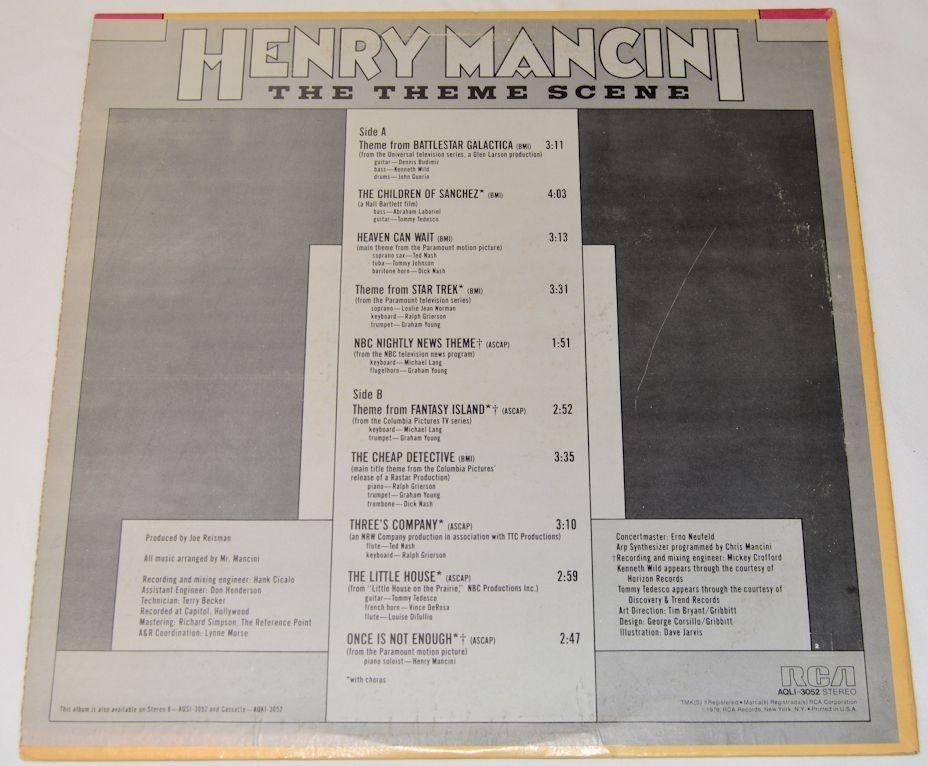 HENRY MANCINI
THE THEME SCENE
Side A
Theme from BATTLESTAR GALACTICA (BMI) 3:11
(from the Universal television series, a Glen Larson production)
guitar—Dennis Budimir
bass—Kenneth Wild
drums—John Guerin
THE CHILDREN OF SANCHEZ* (BMI) 4:03
(a Hall Bartlett film)
bass—Abraham Laboriel
guitar—Tommy Tedesco
HEAVEN CAN WAIT (BMI) 3:13
(main theme from the Paramount motion picture)
soprano sax—Ted Nash
tuba—Tommy Johnson
baritone horn—Dick Nash
Theme from STAR TREK* (BMI) 3:31
(from the Paramount television series)
soprano—Loulie Jean Norman
keyboard—Ralph Grierson
trumpet—Graham Young
NBC NIGHTLY NEWS THEME† (ASCAP) 1:51
(from the NBC television news program)
keyboard—Michael Lang
flugelhorn—Graham Young
Side B
Theme from FANTASY ISLAND*† (ASCAP) 2:52
(from the Columbia Pictures TV series)
keyboard—Michael Lang
trumpet—Graham Young
THE CHEAP DETECTIVE (BMI) 3:35
(main title theme from the Columbia Pictures'
release of a Rastar Production)
piano—Ralph Grierson
trumpet—Graham Young
trombone—Dick Nash
THREE'S COMPANY* (ASCAP) 3:10
(an NRW Company production in association with TTC Productions)
flute—Ted Nash
keyboard—Ralph Grierson
THE LITTLE HOUSE* (ASCAP) 2:59
(from "Little House on the Prairie," NBC Productions Inc.)
guitar—Tommy Tedesco
french horn—Vince DeRosa
flute—Louise DiTullio
ONCE IS NOT ENOUGH*† (ASCAP) 2:47
(from the Paramount motion picture)
piano soloist—Henry Mancini
*with chorus
Produced by Joe Reisman
All music arranged by Mr. Mancini
Recording and mixing engineer: Hank Cicalo
Assistant Engineer: Don Henderson
Technician: Terry Becker
Recorded at Capitol, Hollywood
Mastering: Richard Simpson, The Reference Point
A&R Coordination: Lynne Morse
Concertmaster: Erno Neufeld
Arp Synthesizer programmed by Chris Mancini
†Recording and mixing engineer: Mickey Crofford
Kenneth Wild appears through the courtesy of
Horizon Records
Tommy Tedesco appears through the courtesy of
Discovery & Trend Records
Art Direction: Tim Bryant/Gribbitt
Design: George Corsillo/Gribbitt
Illustration: Dave Jarvis
2
RCA
AQL1-3052 STEREO
TMK(S) ®Registered • Marca(s) Registrada(s) RCA Corporation
©1978, RCA Records, New York, N.Y. • Printed in U.S.A.
This album is also available on Stereo 8—AQS1-3052 and Cassette—AQK1-3052